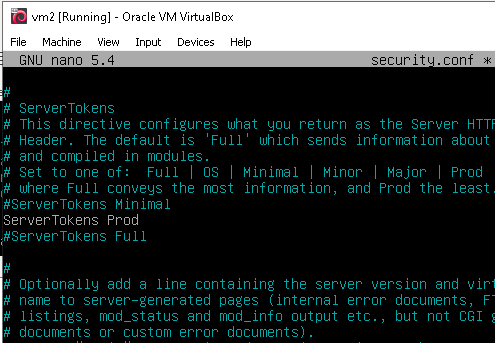 vm2 [Running] - Oracle VM VirtualBox
File Machine View Input Devices Help
GNU nano 5.4 security.conf *
#
# ServerTokens
# This directive configures what you return as the Server HTTP
# Header. The default is 'Full' which sends information about
# and compiled in modules.
# Set to one of: Full | OS | Minimal | Minor | Major | Prod
# where Full conveys the most information, and Prod the least.
#ServerTokens Minimal
ServerTokens Prod
#ServerTokens Full
#
# Optionally add a line containing the server version and virt
# name to server-generated pages (internal error documents, FT
# listings, mod_status and mod_info output etc., but not CGI g
# documents or custom error documents).